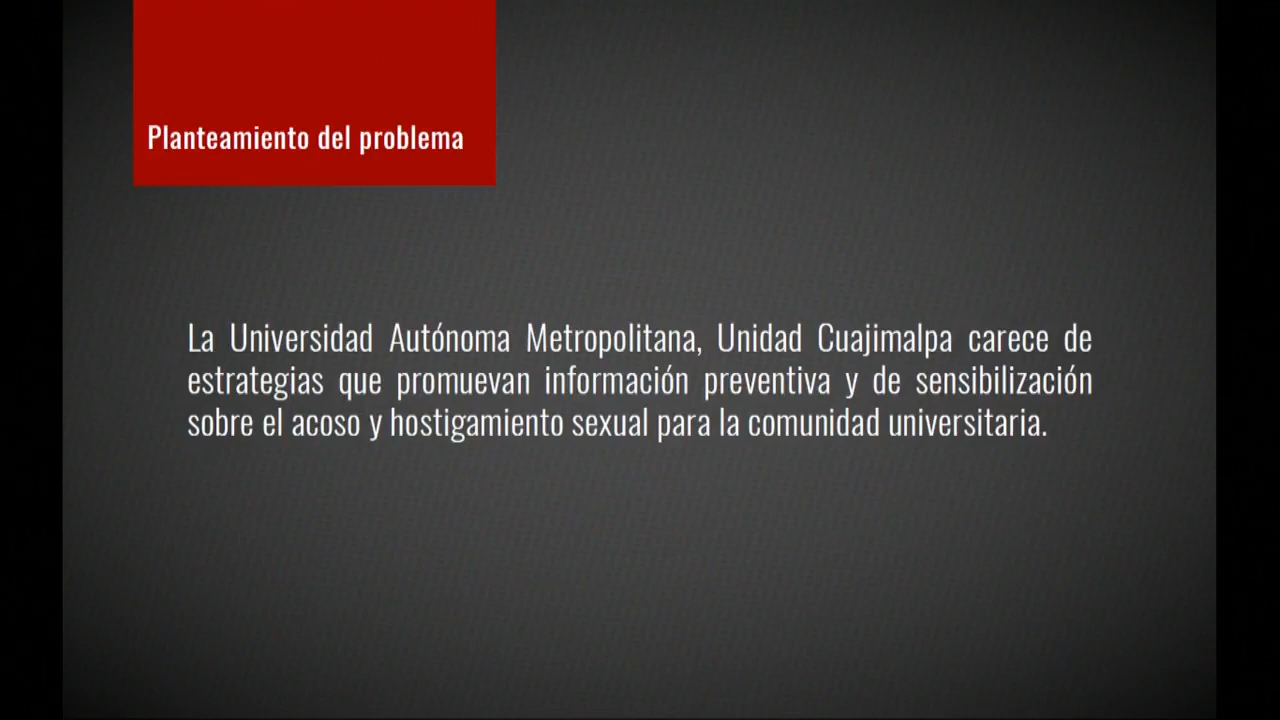 Planteamiento del problema
La Universidad Autónoma Metropolitana, Unidad Cuajimalpa carece de
estrategias que promuevan información preventiva y de sensibilización
sobre el acoso y hostigamiento sexual para la comunidad universitaria.